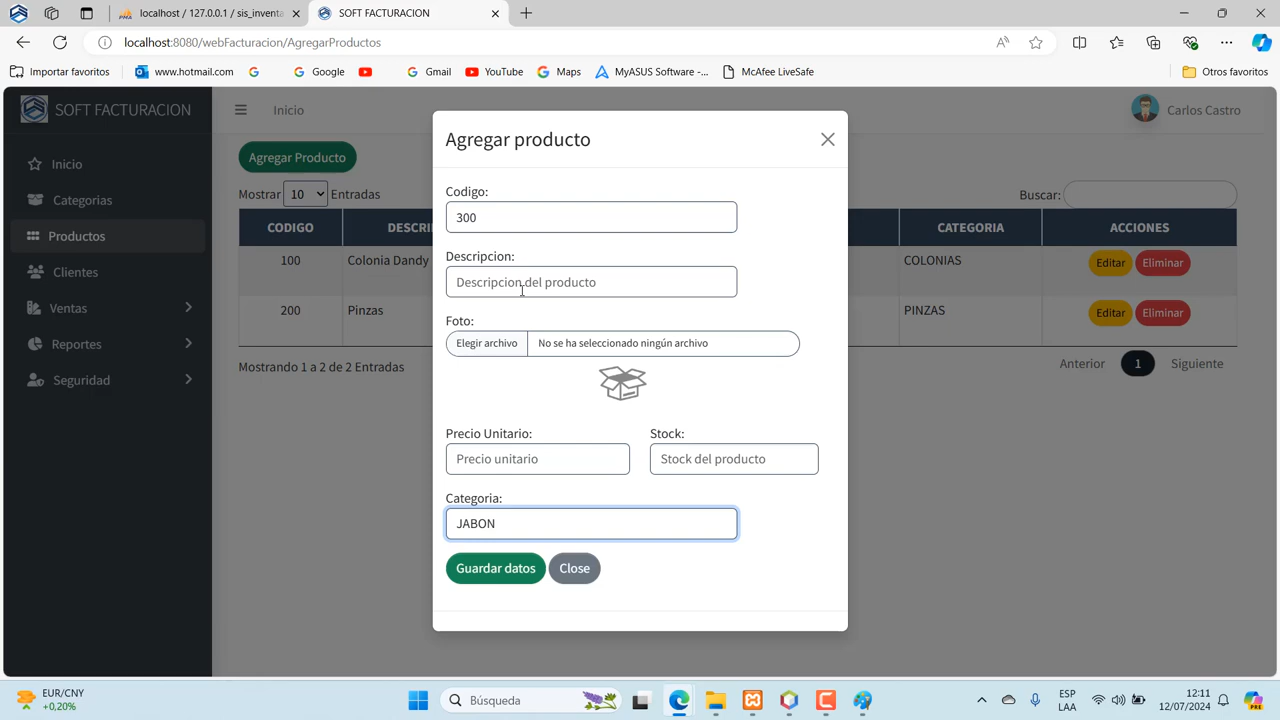 localhost / 127.0.0.1 / sis_inventa
SOFT FACTURACION
localhost:8080/webFacturacion/AgregarProductos
Importar favoritos
www.hotmail.com
Google
Gmail
YouTube
Maps
MyASUS Software -...
McAfee LiveSafe
Otros favoritos
SOFT FACTURACION
Inicio
Carlos Castro
Inicio
Categorias
Productos
Clientes
Ventas
Reportes
Seguridad
Agregar Producto
Mostrar 10 Entradas
Buscar:
CODIGO DESCRI CATEGORIA ACCIONES
100 Colonia Dandy COLONIAS Editar Eliminar
200 Pinzas PINZAS Editar Eliminar
Mostrando 1 a 2 de 2 Entradas
Anterior 1 Siguiente
Agregar producto
Codigo:
300
Descripcion:
Descripcion del producto
Foto:
Elegir archivo No se ha seleccionado ningún archivo
Precio Unitario: Stock:
Precio unitario Stock del producto
Categoria:
JABON
Guardar datos Close
EUR/CNY
+0.20%
Búsqueda
ESP
LAA
12:11
12/07/2024
PRE